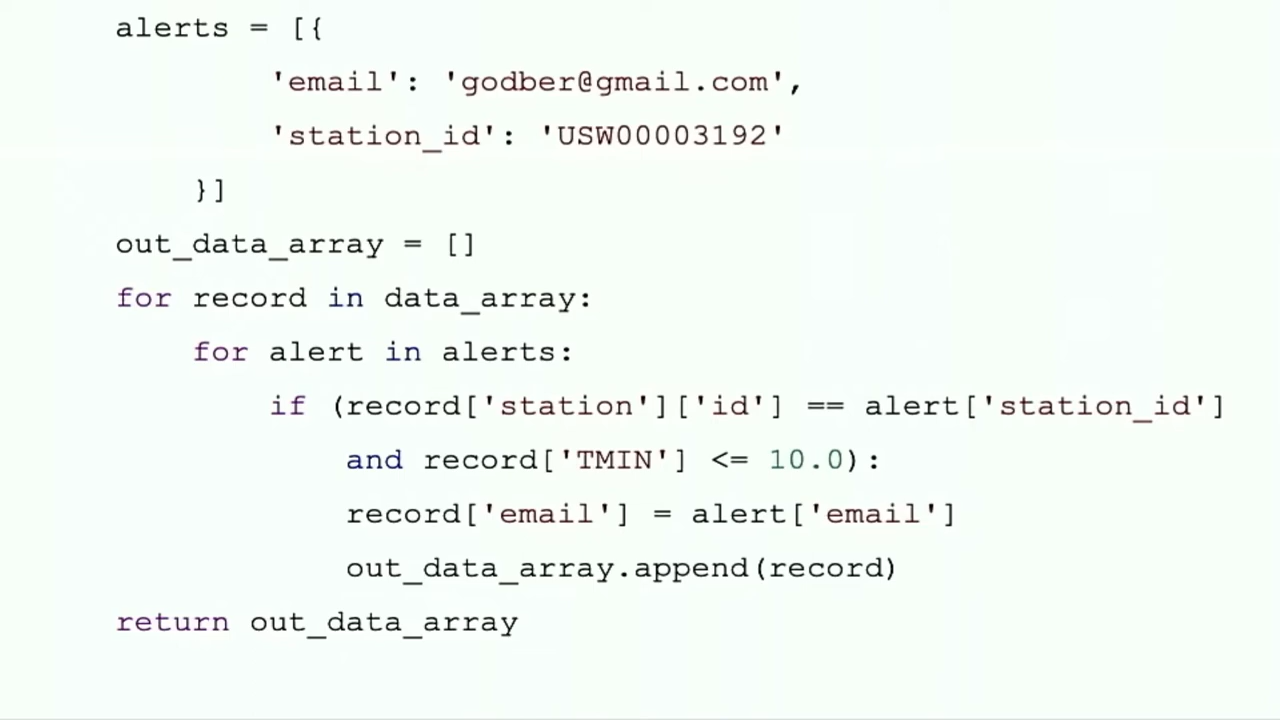 alerts = [{
'email': 'godber@gmail.com',
'station_id': 'USW00003192'
}]
out_data_array = []
for record in data_array:
for alert in alerts:
if (record['station']['id'] == alert['station_id']
and record['TMIN'] <= 10.0):
record['email'] = alert['email']
out_data_array.append(record)
return out_data_array